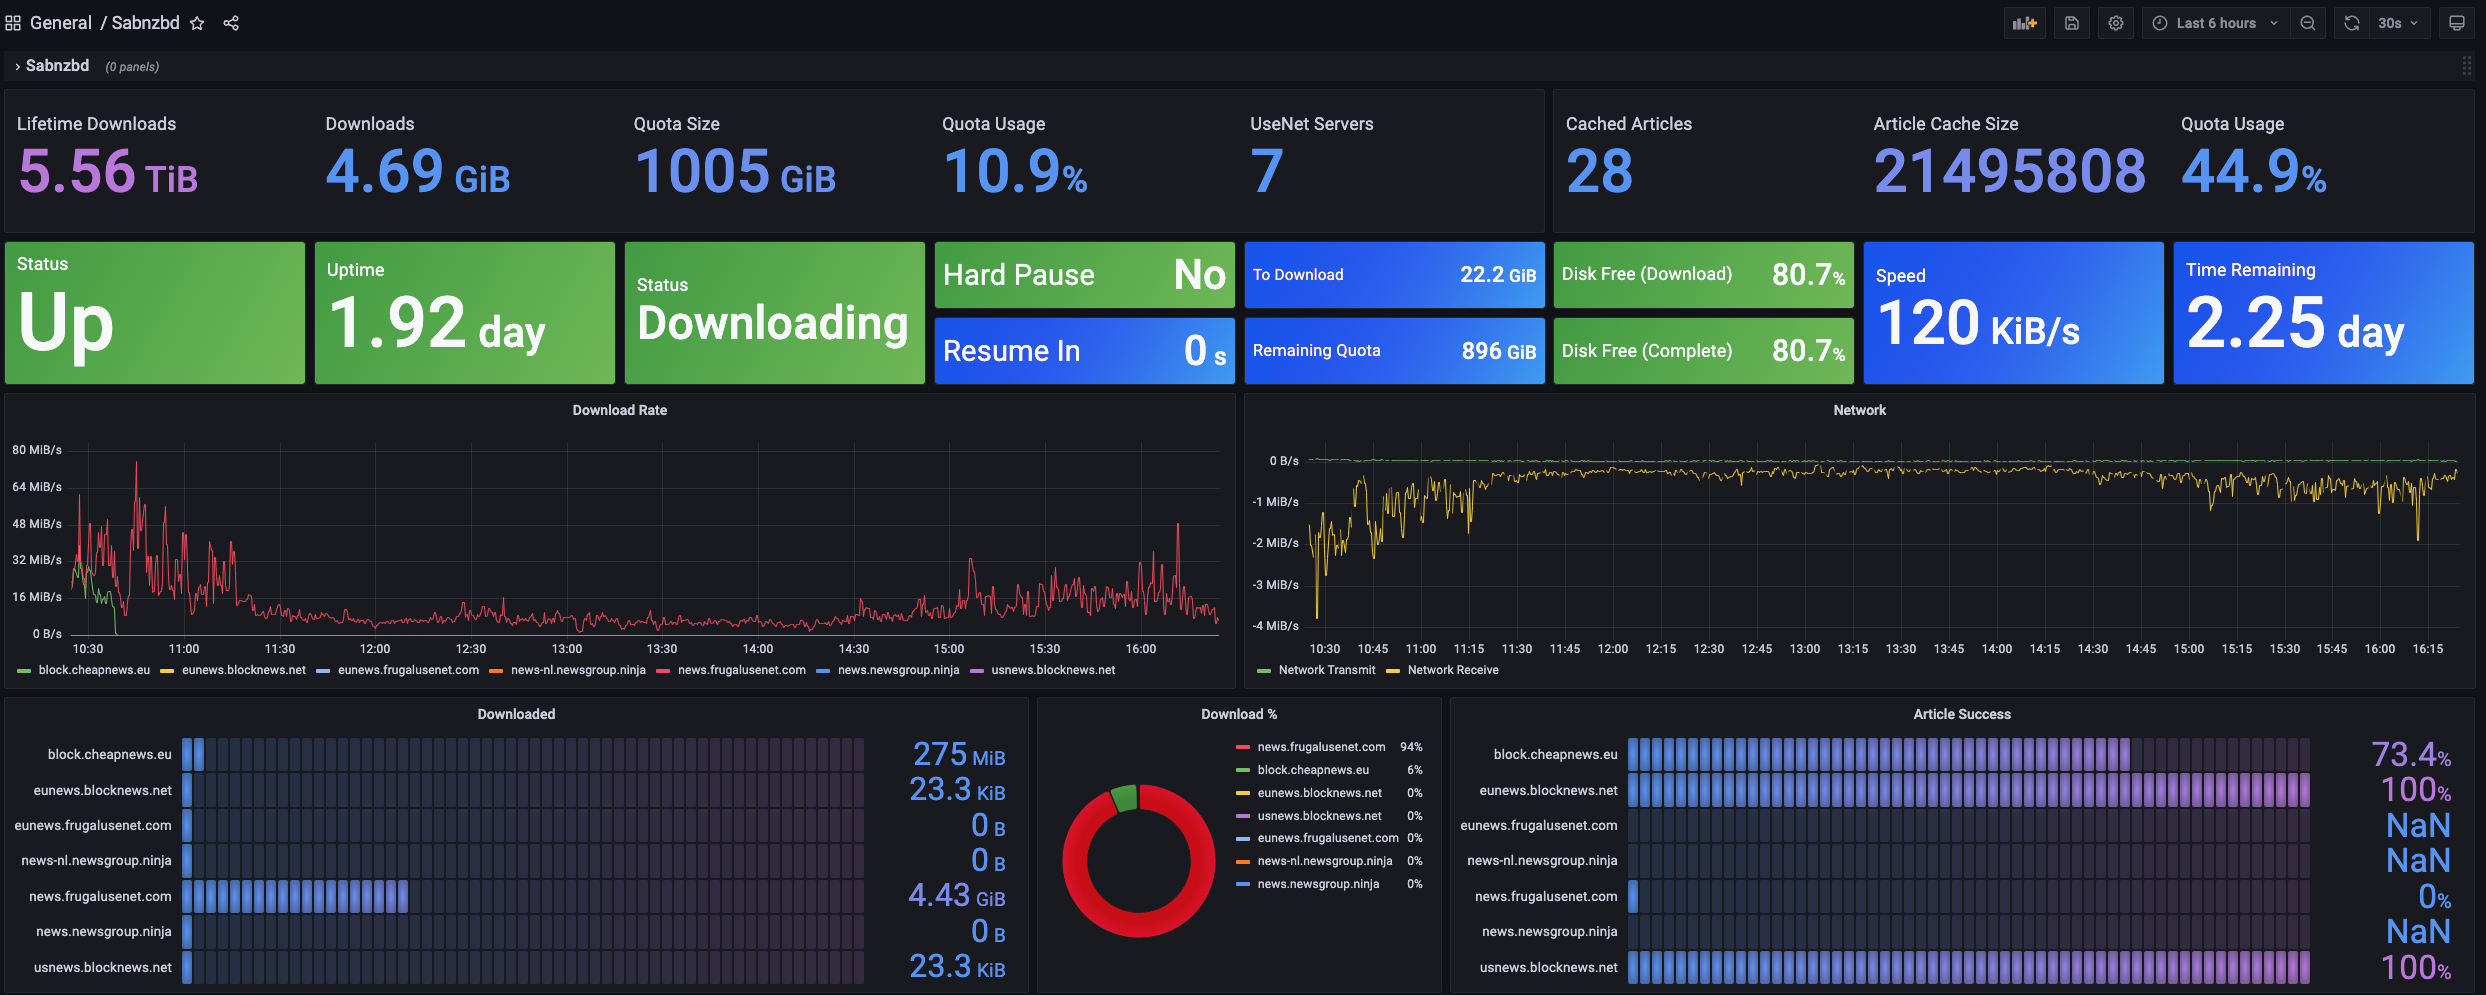 General / Sabnzbd
Last 6 hours
30s
Sabnzbd (0 panels)
Lifetime Downloads
5.56 TiB
Downloads
4.69 GiB
Quota Size
1005 GiB
Quota Usage
10.9%
UseNet Servers
7
Cached Articles
28
Article Cache Size
21495808
Quota Usage
44.9%
Status
Up
Uptime
1.92 day
Status
Downloading
Hard Pause No
Resume In 0 s
To Download 22.2 GiB
Remaining Quota 896 GiB
Disk Free (Download) 80.7%
Disk Free (Complete) 80.7%
Speed
120 KiB/s
Time Remaining
2.25 day
Download Rate
80 MiB/s
64 MiB/s
48 MiB/s
32 MiB/s
16 MiB/s
0 B/s
10:30 11:00 11:30 12:00 12:30 13:00 13:30 14:00 14:30 15:00 15:30 16:00
block.cheapnews.eu eunews.blocknews.net eunews.frugalusenet.com news-nl.newsgroup.ninja news.frugalusenet.com news.newsgroup.ninja usnews.blocknews.net
Network
0 B/s
-1 MiB/s
-2 MiB/s
-3 MiB/s
-4 MiB/s
10:30 10:45 11:00 11:15 11:30 11:45 12:00 12:15 12:30 12:45 13:00 13:15 13:30 13:45 14:00 14:15 14:30 14:45 15:00 15:15 15:30 15:45 16:00 16:15
Network Transmit Network Receive
Downloaded
block.cheapnews.eu 275 MiB
eunews.blocknews.net 23.3 KiB
eunews.frugalusenet.com 0 B
news-nl.newsgroup.ninja 0 B
news.frugalusenet.com 4.43 GiB
news.newsgroup.ninja 0 B
usnews.blocknews.net 23.3 KiB
Download %
news.frugalusenet.com 94%
block.cheapnews.eu 6%
eunews.blocknews.net 0%
usnews.blocknews.net 0%
eunews.frugalusenet.com 0%
news-nl.newsgroup.ninja 0%
news.newsgroup.ninja 0%
Article Success
block.cheapnews.eu 73.4%
eunews.blocknews.net 100%
eunews.frugalusenet.com NaN
news-nl.newsgroup.ninja NaN
news.frugalusenet.com 0%
news.newsgroup.ninja NaN
usnews.blocknews.net 100%